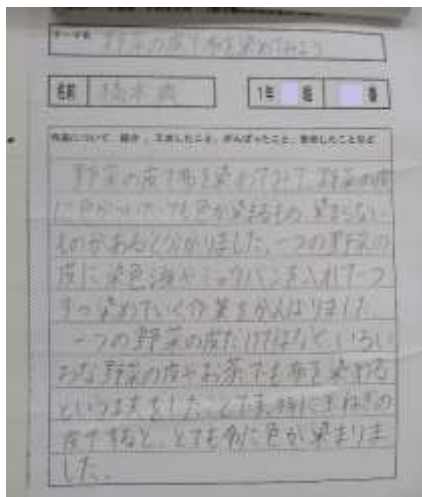 テーマ名 野菜の皮で布を染めてみよう
名前 橋本
1年 組 番
作品について 紹介、工夫したこと、がんばったこと、苦労したことなど
野菜の皮で布を染めてみて、野菜の皮
に色がついていても色が染まるもの、染まらない
ものがあると分かりました。一つの野菜の
皮に染色液やミョウバンを入れて一つ
ずつ染めていく作業をがんばりました。
一つの野菜の皮だけではなく、いろい
ろな野菜の皮やお茶でも布を染める
という工夫をしたことです。特に玉ねぎの
皮ですると、とても布に色が染まりま
した。